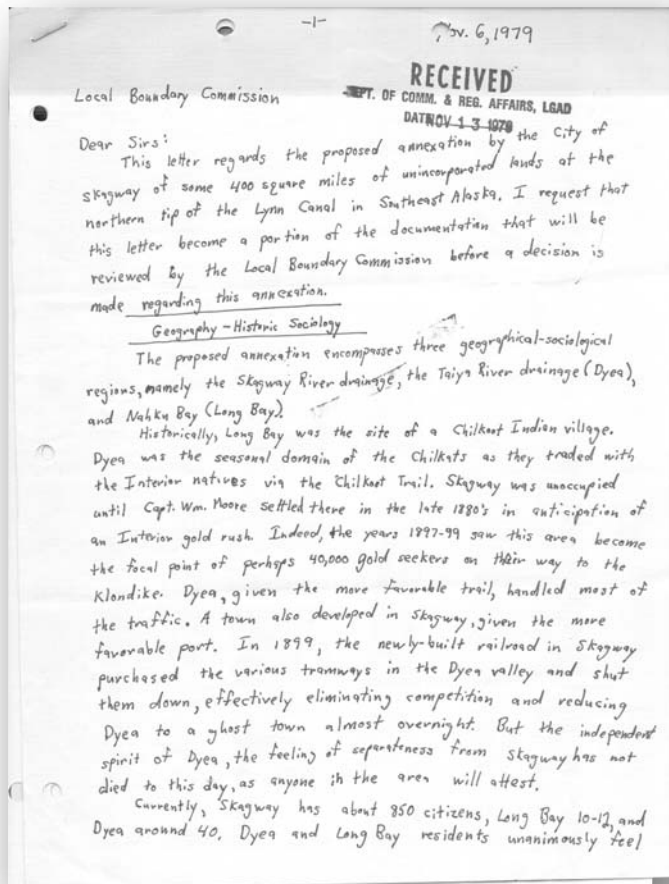 -1-
Nov. 6, 1979
RECEIVED
DEPT. OF COMM. & REG. AFFAIRS, LGAD
DATE NOV 13 1979
Local Boundary Commission
Dear Sirs:
This letter regards the proposed annexation by the City of
Skagway of some 400 square miles of unincorporated lands at the
northern tip of the Lynn Canal in Southeast Alaska. I request that
this letter become a portion of the documentation that will be
reviewed by the Local Boundary Commission before a decision is
made regarding this annexation.
Geography - Historic Sociology
The proposed annexation encompasses three geographical-sociological
regions, namely the Skagway River drainage, the Taiya River drainage (Dyea),
and Nahku Bay (Long Bay).
Historically, Long Bay was the site of a Chilkoot Indian village.
Dyea was the seasonal domain of the Chilkats as they traded with
the Interior natives via the Chilkoot Trail. Skagway was unoccupied
until Capt. Wm. Moore settled there in the late 1880's in anticipation of
an Interior gold rush. Indeed, the years 1897-99 saw this area become
the focal point of perhaps 40,000 gold seekers on their way to the
Klondike. Dyea, given the more favorable trail, handled most of
the traffic. A town also developed in Skagway, given the more
favorable port. In 1899, the newly-built railroad in Skagway
purchased the various tramways in the Dyea valley and shut
them down, effectively eliminating competition and reducing
Dyea to a ghost town almost overnight. But the independent
spirit of Dyea, the feeling of separateness from Skagway has not
died to this day, as anyone in the area will attest.
Currently, Skagway has about 850 citizens, Long Bay 10-12, and
Dyea around 40. Dyea and Long Bay residents unanimously feel